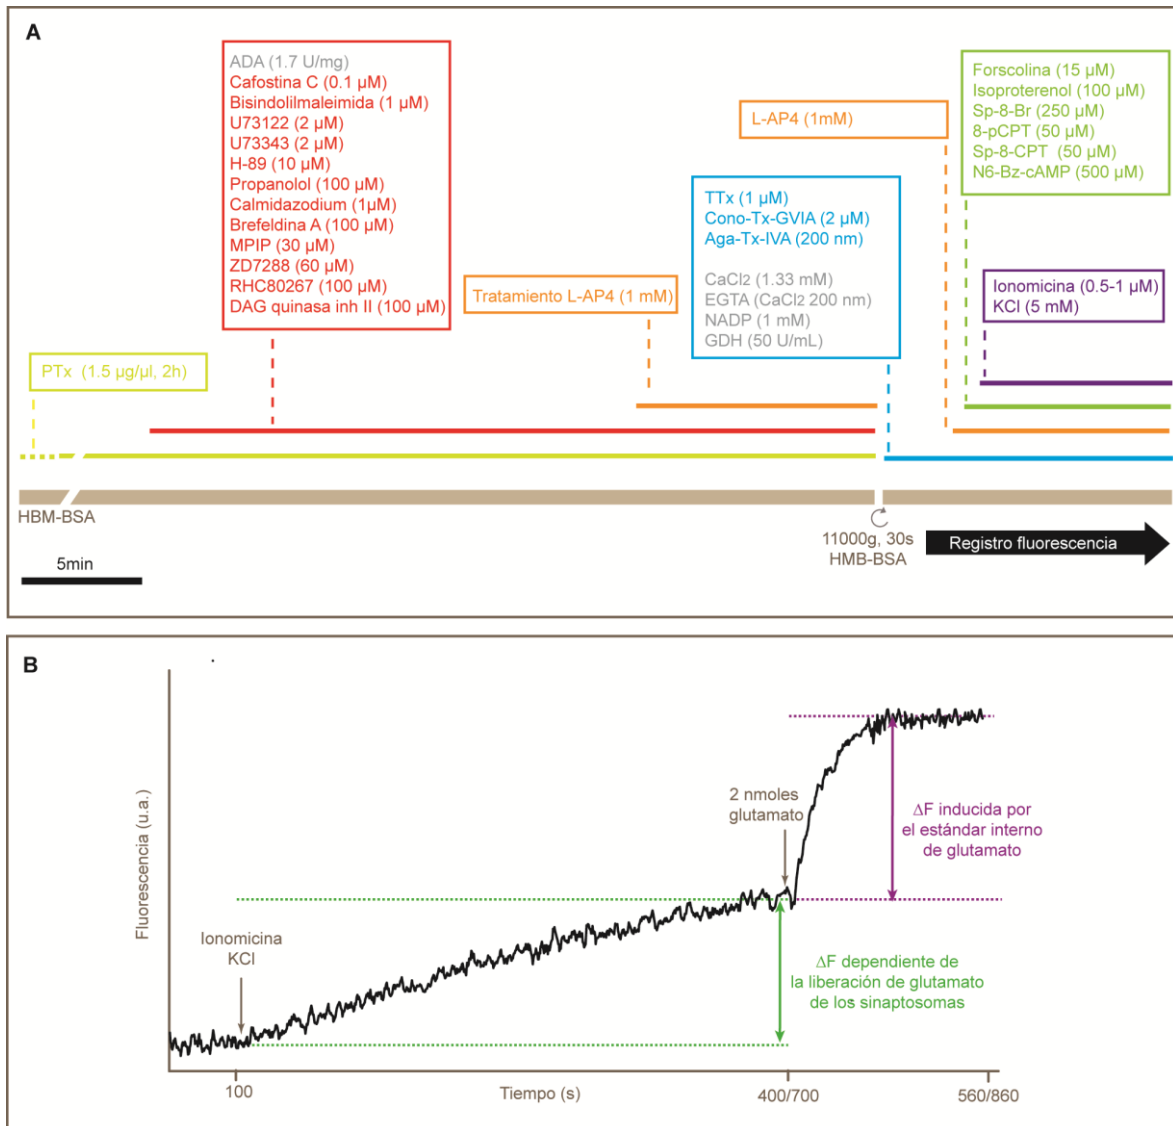 A
ADA (1.7 U/mg)
Cafostina C (0.1 µM)
Bisindolilmaleimida (1 µM)
U73122 (2 µM)
U73343 (2 µM)
H-89 (10 µM)
Propanolol (100 µM)
Calmidazodium (1µM)
Brefeldina A (100 µM)
MPIP (30 µM)
ZD7288 (60 µM)
RHC80267 (100 µM)
DAG quinasa inh II (100 µM)
Forscolina (15 µM)
Isoproterenol (100 µM)
Sp-8-Br (250 µM)
8-pCPT (50 µM)
Sp-8-CPT (50 µM)
N6-Bz-cAMP (500 µM)
L-AP4 (1mM)
TTx (1 µM)
Cono-Tx-GVIA (2 µM)
Aga-Tx-IVA (200 nm)
CaCl2 (1.33 mM)
EGTA (CaCl2 200 nm)
NADP (1 mM)
GDH (50 U/mL)
Tratamiento L-AP4 (1 mM)
Ionomicina (0.5-1 µM)
KCl (5 mM)
PTx (1.5 µg/µl, 2h)
HBM-BSA
11000g, 30s
HMB-BSA
Registro fluorescencia
5min
B
Fluorescencia (u.a.)
Ionomicina
KCl
2 nmoles
glutamato
ΔF inducida por
el estándar interno
de glutamato
ΔF dependiente de
la liberación de glutamato
de los sinaptosomas
100
Tiempo (s)
400/700
560/860